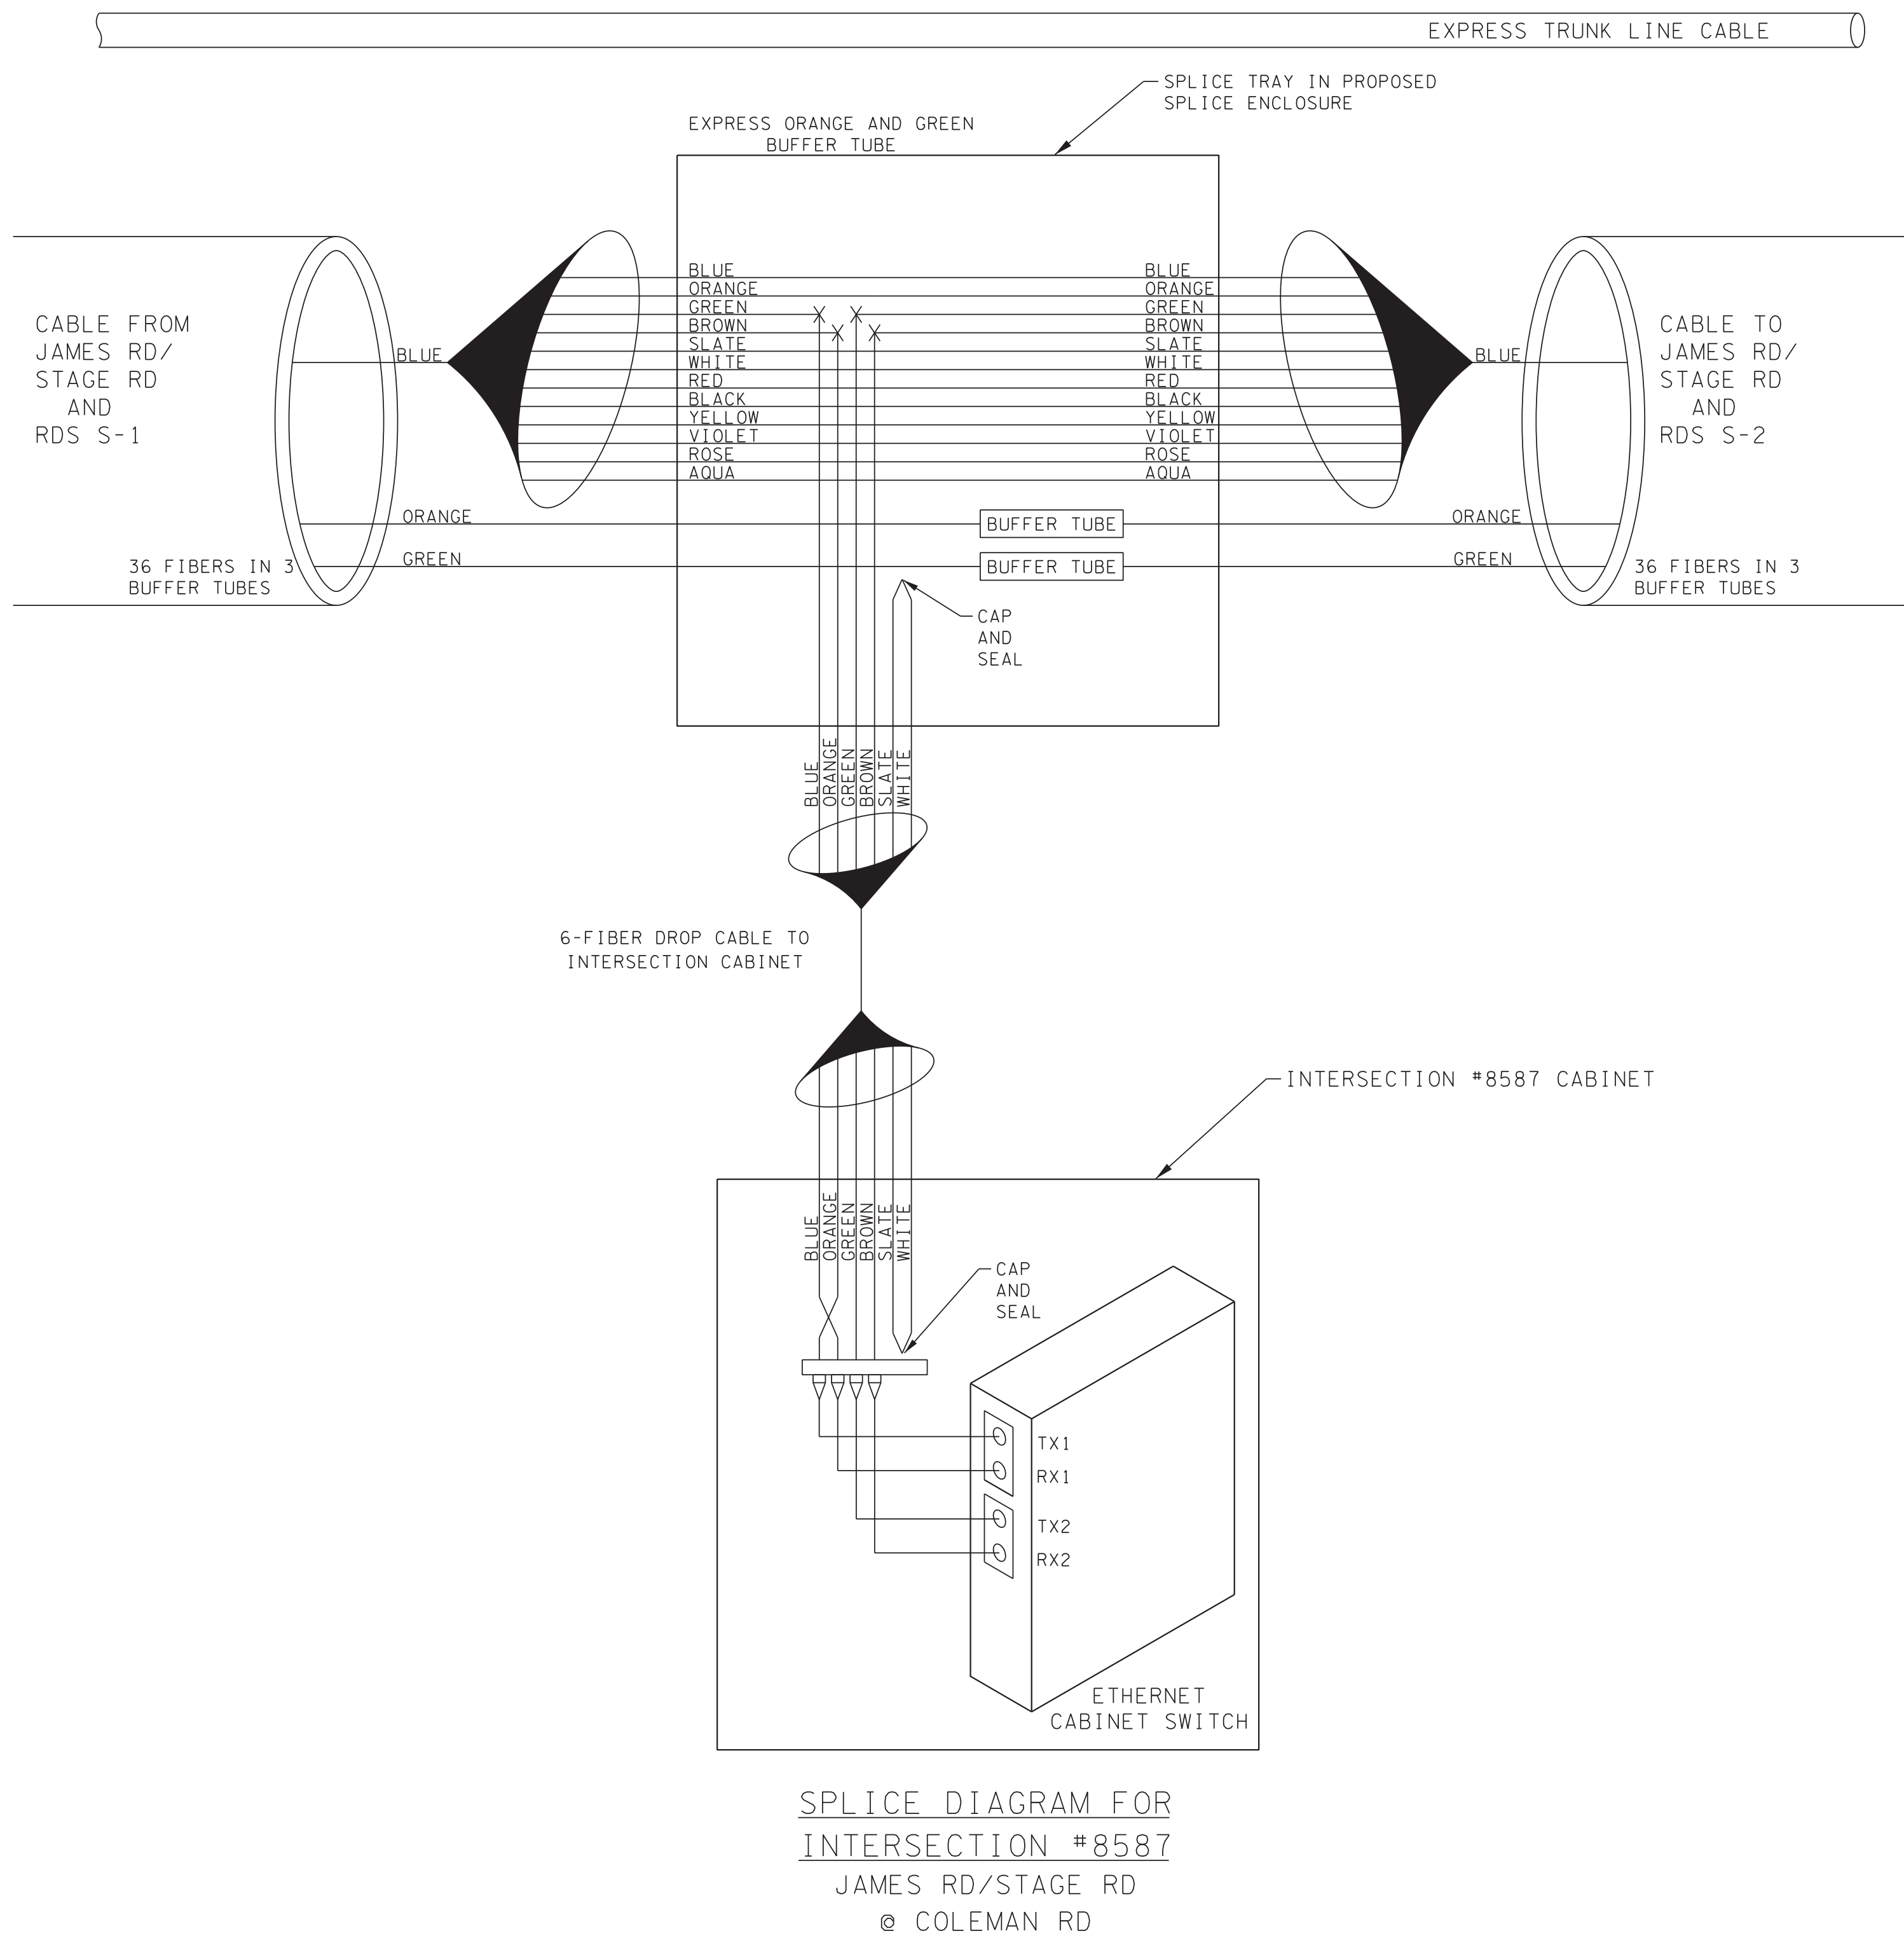 EXPRESS TRUNK LINE CABLE
SPLICE TRAY IN PROPOSED
SPLICE ENCLOSURE
EXPRESS ORANGE AND GREEN
BUFFER TUBE
CABLE FROM
JAMES RD/
STAGE RD
AND
RDS S-1
36 FIBERS IN 3
BUFFER TUBES
BLUE
ORANGE
GREEN
BLUE
ORANGE
GREEN
BROWN
SLATE
WHITE
RED
BLACK
YELLOW
VIOLET
ROSE
AQUA
BLUE
ORANGE
GREEN
BROWN
SLATE
WHITE
RED
BLACK
YELLOW
VIOLET
ROSE
AQUA
BUFFER TUBE
BUFFER TUBE
BLUE
ORANGE
GREEN
CABLE TO
JAMES RD/
STAGE RD
AND
RDS S-2
36 FIBERS IN 3
BUFFER TUBES
CAP
AND
SEAL
BLUE
ORANGE
GREEN
BROWN
SLATE
WHITE
6-FIBER DROP CABLE TO
INTERSECTION CABINET
INTERSECTION #8587 CABINET
BLUE
ORANGE
GREEN
BROWN
SLATE
WHITE
CAP
AND
SEAL
TX1
RX1
TX2
RX2
ETHERNET
CABINET SWITCH
SPLICE DIAGRAM FOR
INTERSECTION #8587
JAMES RD/STAGE RD
@ COLEMAN RD